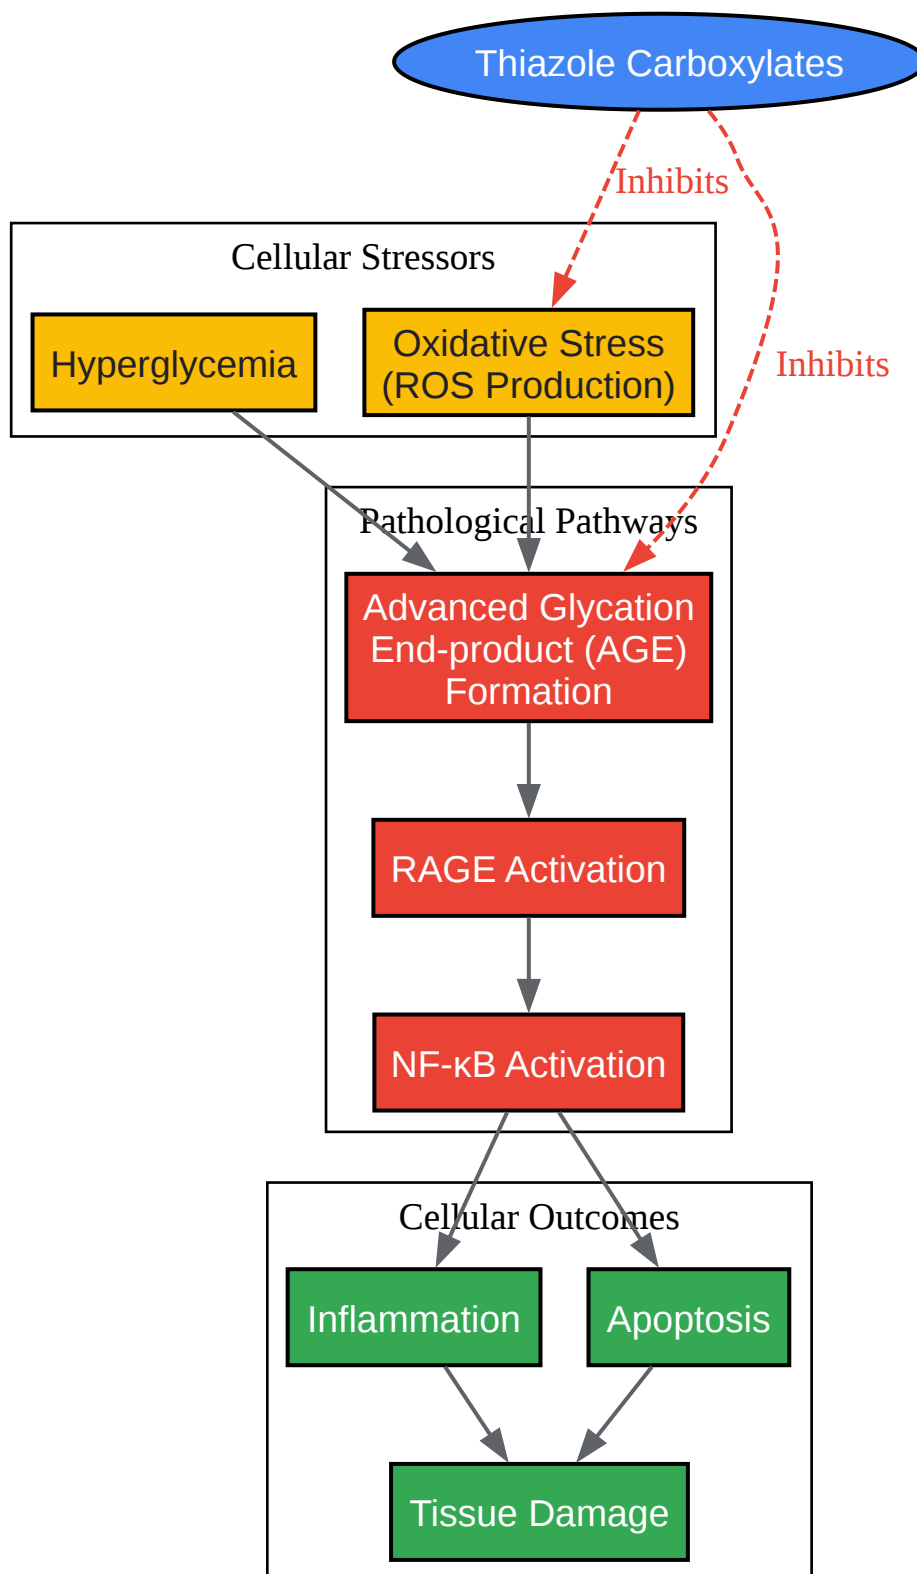 Thiazole Carboxylates
Inhibits
Cellular Stressors
Hyperglycemia
Oxidative Stress
(ROS Production)
Inhibits
Pathological Pathways
Advanced Glycation
End-product (AGE)
Formation
RAGE Activation
NF-κB Activation
Cellular Outcomes
Inflammation
Apoptosis
Tissue Damage